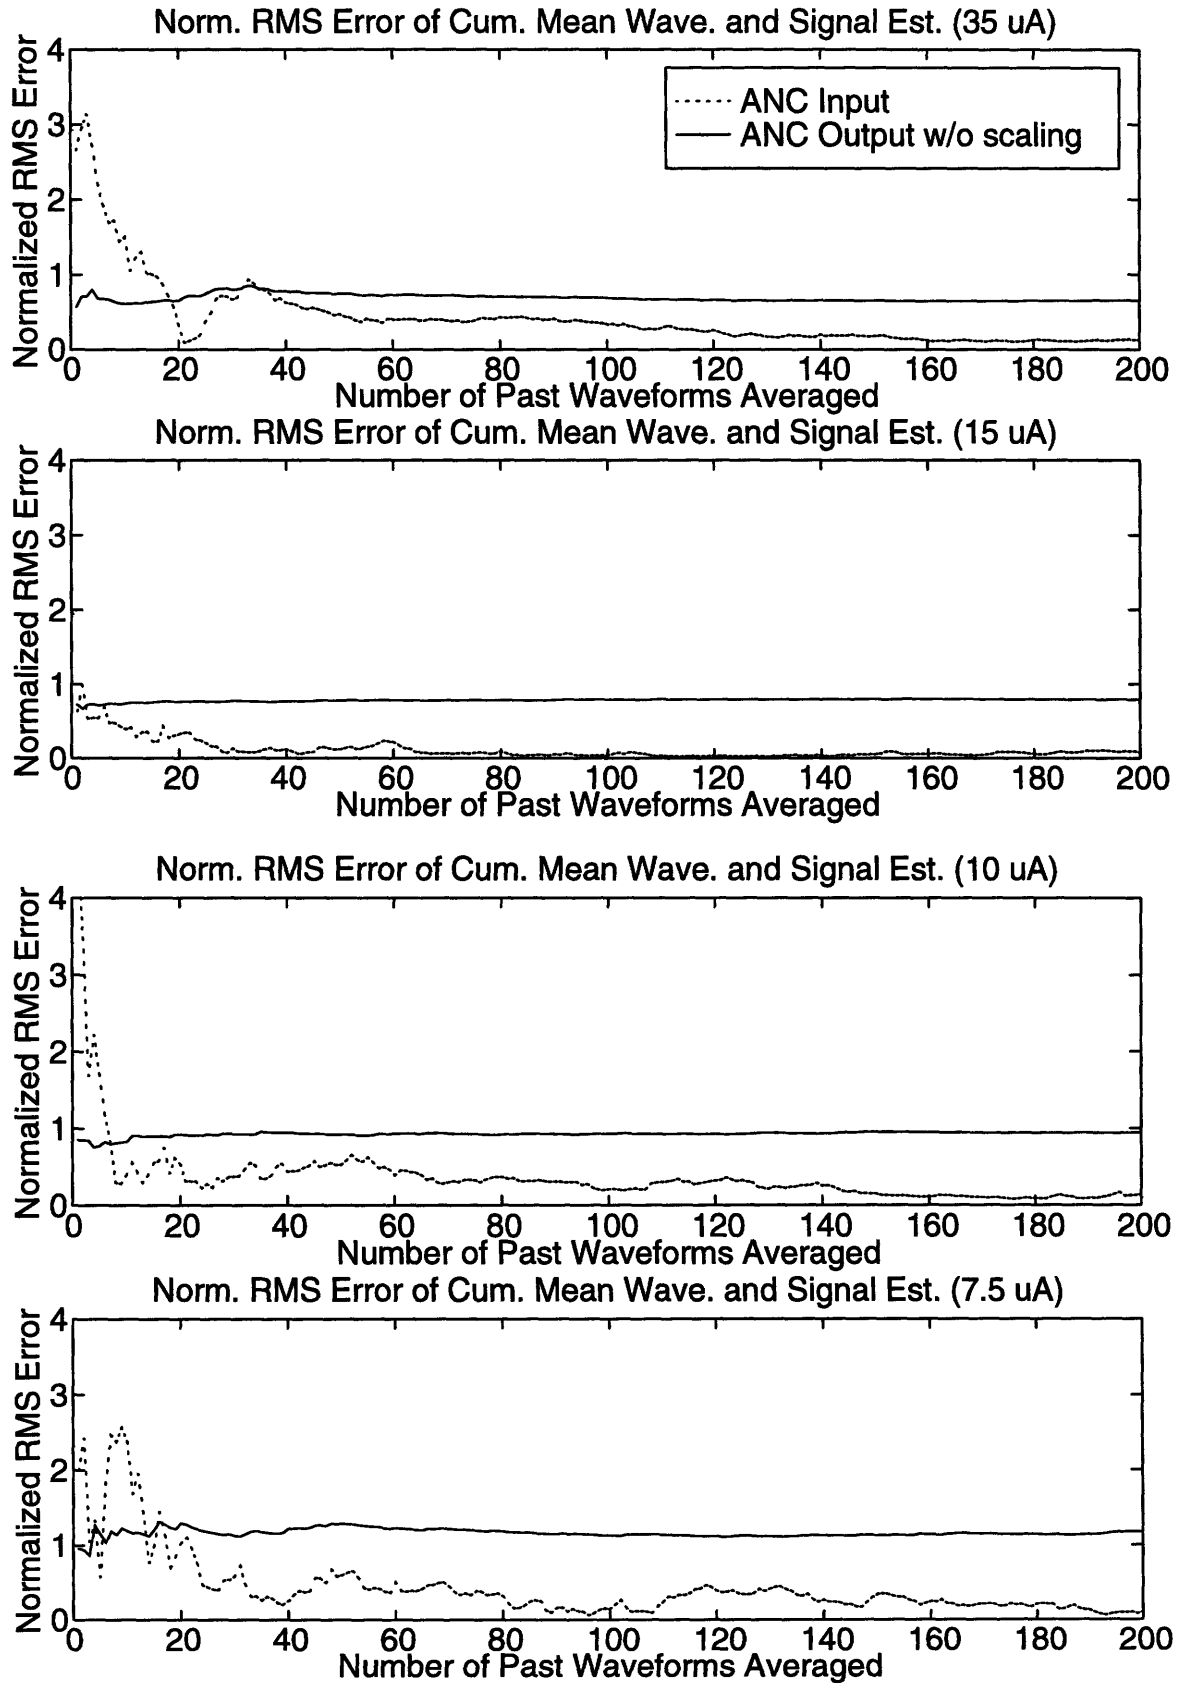 Norm. RMS Error of Cum. Mean Wave. and Signal Est. (35 uA)
Normalized RMS Error
4
3
2
1
0
ANC Input
ANC Output w/o scaling
0 20 40 60 80 100 120 140 160 180 200
Number of Past Waveforms Averaged
Norm. RMS Error of Cum. Mean Wave. and Signal Est. (15 uA)
Normalized RMS Error
4
3
2
1
0
0 20 40 60 80 100 120 140 160 180 200
Number of Past Waveforms Averaged
Norm. RMS Error of Cum. Mean Wave. and Signal Est. (10 uA)
Normalized RMS Error
4
3
2
1
0
0 20 40 60 80 100 120 140 160 180 200
Number of Past Waveforms Averaged
Norm. RMS Error of Cum. Mean Wave. and Signal Est. (7.5 uA)
Normalized RMS Error
4
3
2
1
0
0 20 40 60 80 100 120 140 160 180 200
Number of Past Waveforms Averaged